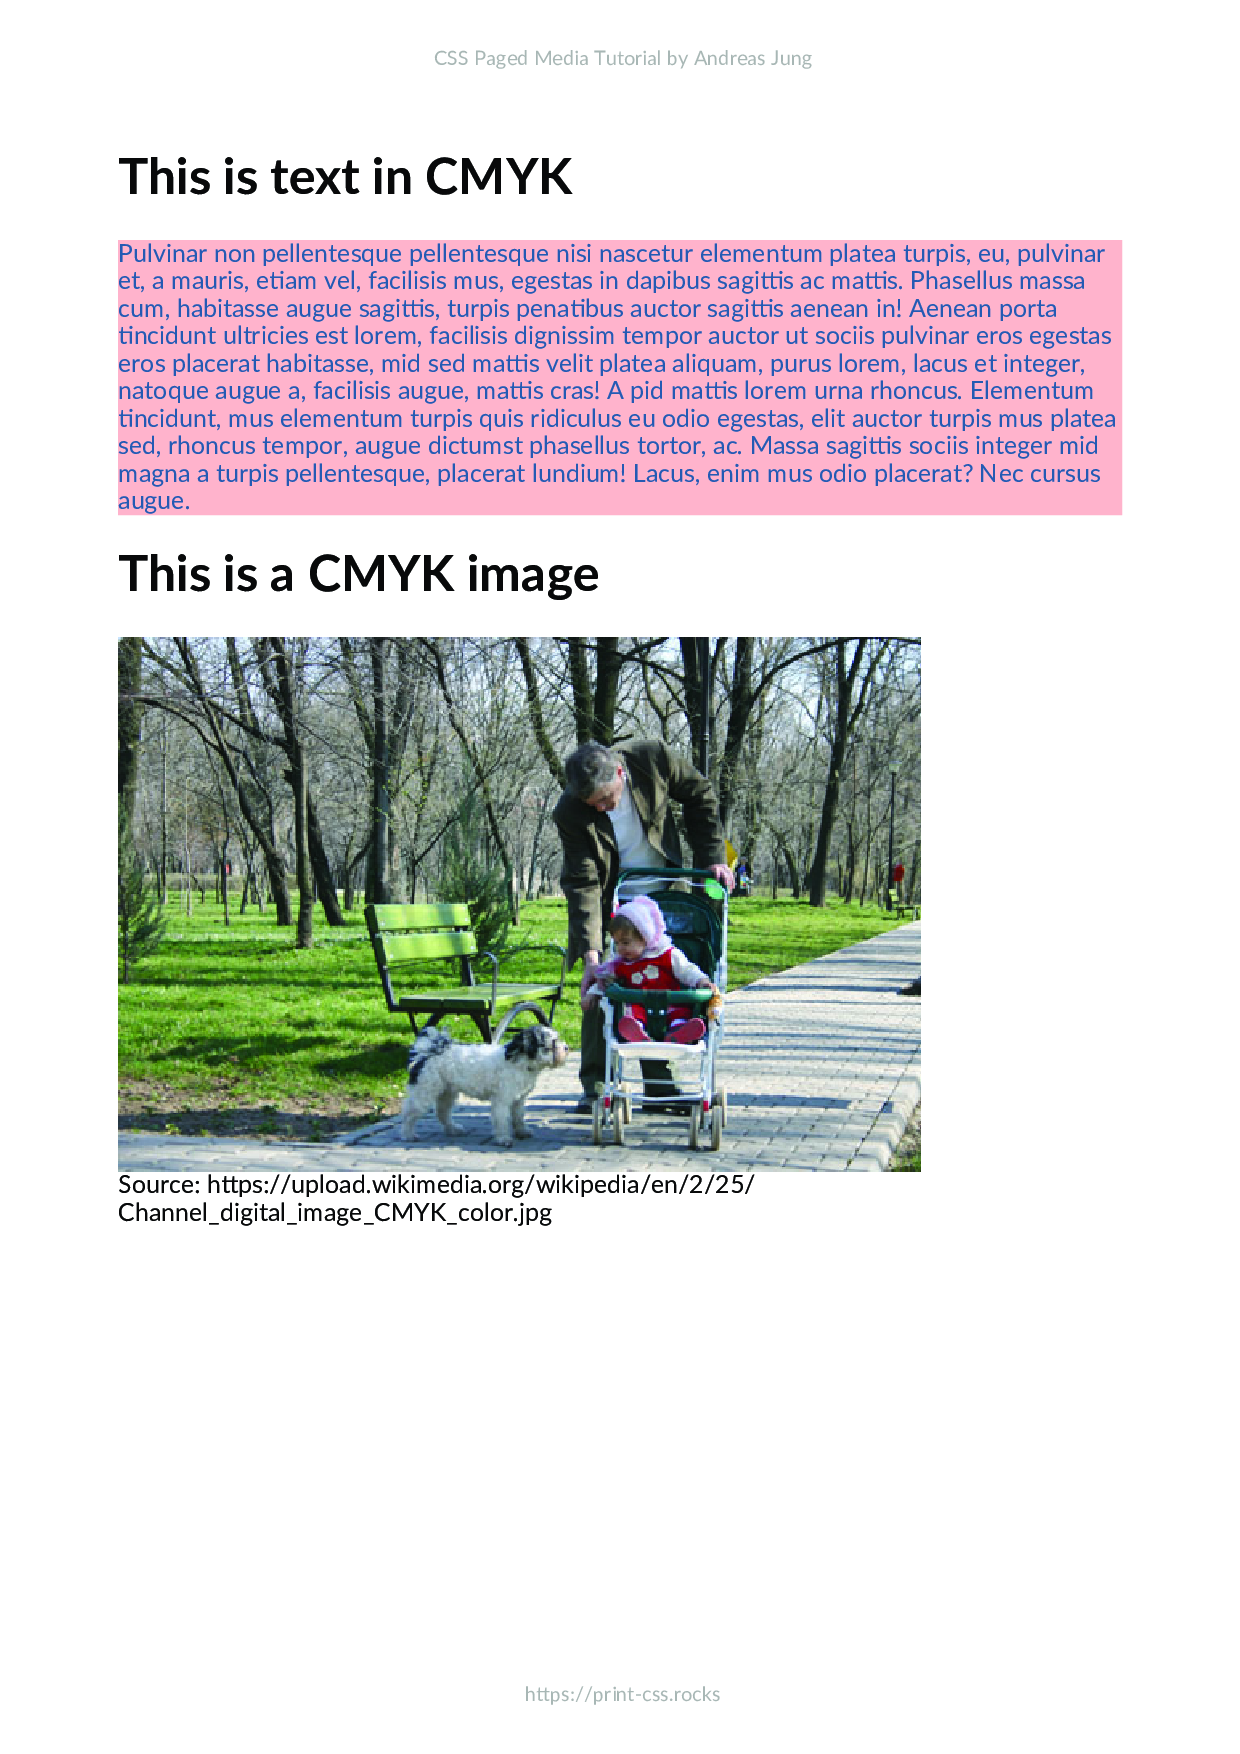 CSS Paged Media Tutorial by Andreas Jung
This is text in CMYK
Pulvinar non pellentesque pellentesque nisi nascetur elementum platea turpis, eu, pulvinar
et, a mauris, etiam vel, facilisis mus, egestas in dapibus sagittis ac mattis. Phasellus massa
cum, habitasse augue sagittis, turpis penatibus auctor sagittis aenean in! Aenean porta
tincidunt ultricies est lorem, facilisis dignissim tempor auctor ut sociis pulvinar eros egestas
eros placerat habitasse, mid sed mattis velit platea aliquam, purus lorem, lacus et integer,
natoque augue a, facilisis augue, mattis cras! A pid mattis lorem urna rhoncus. Elementum
tincidunt, mus elementum turpis quis ridiculus eu odio egestas, elit auctor turpis mus platea
sed, rhoncus tempor, augue dictumst phasellus tortor, ac. Massa sagittis sociis integer mid
magna a turpis pellentesque, placerat lundium! Lacus, enim mus odio placerat? Nec cursus
augue.
This is a CMYK image
Source: https://upload.wikimedia.org/wikipedia/en/2/25/
Channel_digital_image_CMYK_color.jpg
https://print-css.rocks